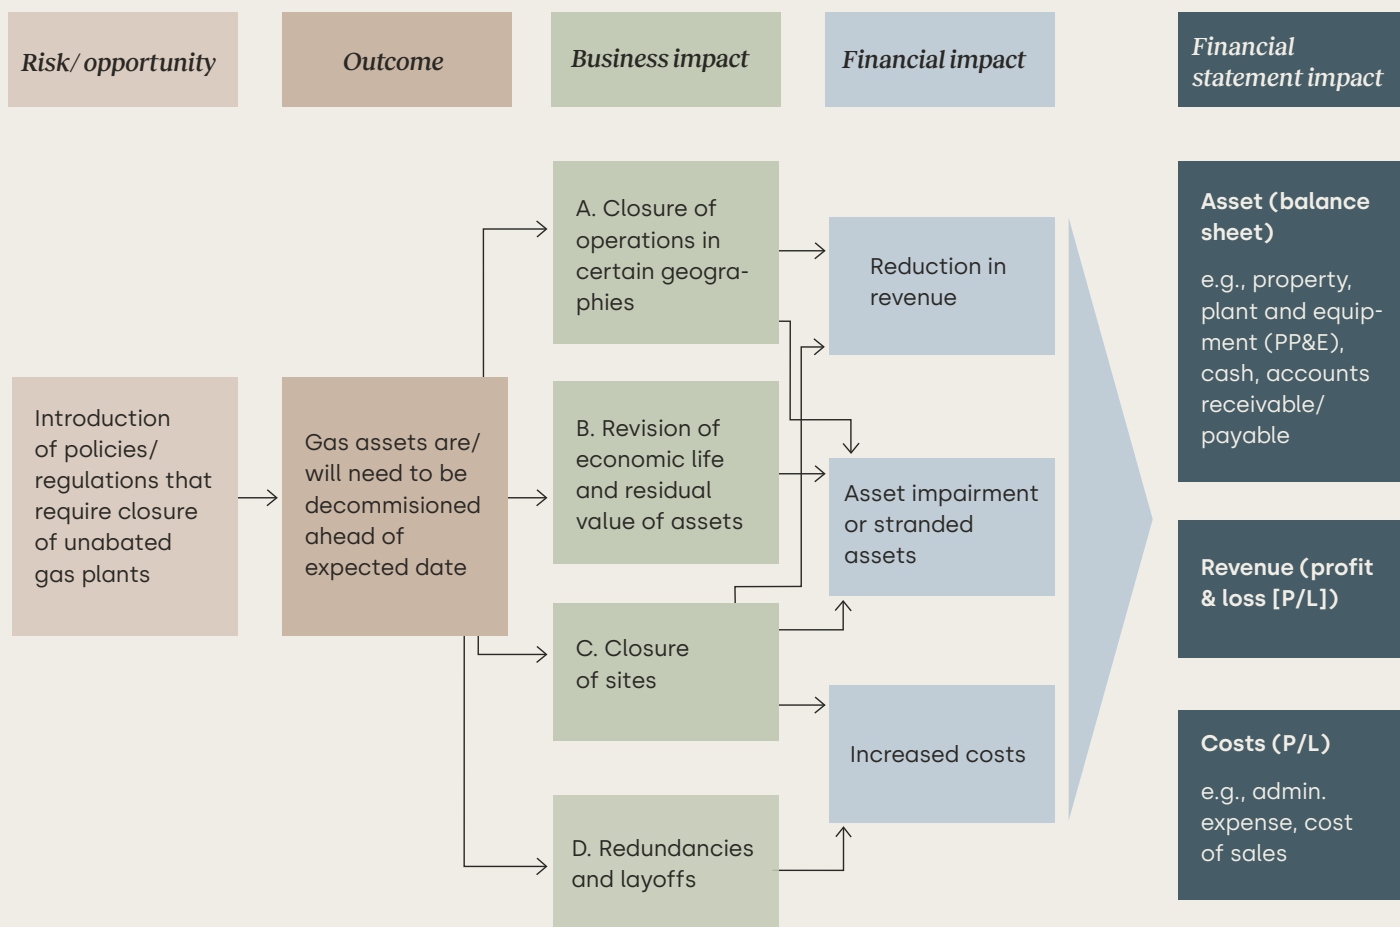 Risk/ opportunity
Outcome
Business impact
Financial impact
Financial
statement impact
Introduction
of policies/
regulations that
require closure
of unabated
gas plants
Gas assets are/
will need to be
decommisioned
ahead of
expected date
A. Closure of
operations in
certain geogra-
phies
B. Revision of
economic life
and residual
value of assets
C. Closure
of sites
D. Redundancies
and layoffs
Reduction in
revenue
Asset impairment
or stranded
assets
Increased costs
Asset (balance
sheet)
e.g., property,
plant and equip-
ment (PP&E),
cash, accounts
receivable/
payable
Revenue (profit
& loss [P/L])
Costs (P/L)
e.g., admin.
expense, cost
of sales